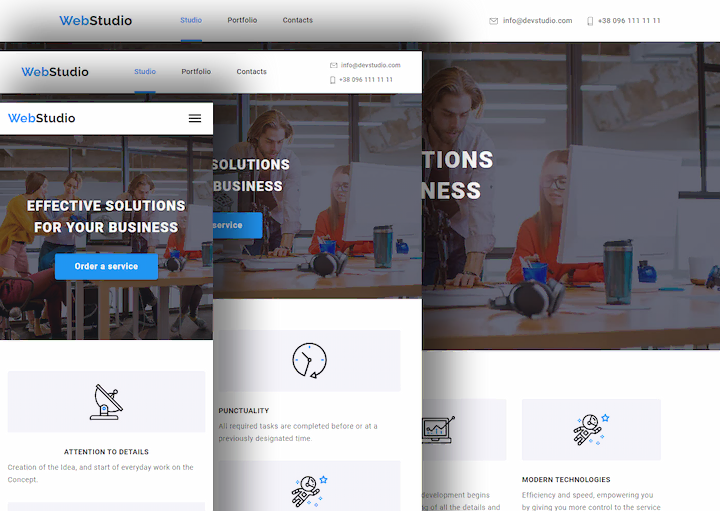 WebStudio
Studio
Portfolio
Contacts
info@devstudio.com
+38 096 111 11 11
WebStudio
Studio
Portfolio
Contacts
info@devstudio.com
+38 096 111 11 11
WebStudio
EFFECTIVE SOLUTIONS
FOR YOUR BUSINESS
Order a service
SOLUTIONS
BUSINESS
service
TIONS
NESS
ATTENTION TO DETAILS
Creation of the Idea, and start of everyday work on the
Concept.
PUNCTUALITY
All required tasks are completed before or at a
previously designated time
development begins
of all the details and
MODERN TECHNOLOGIES
Efficiency and speed, empowering you
by giving you more control to the service